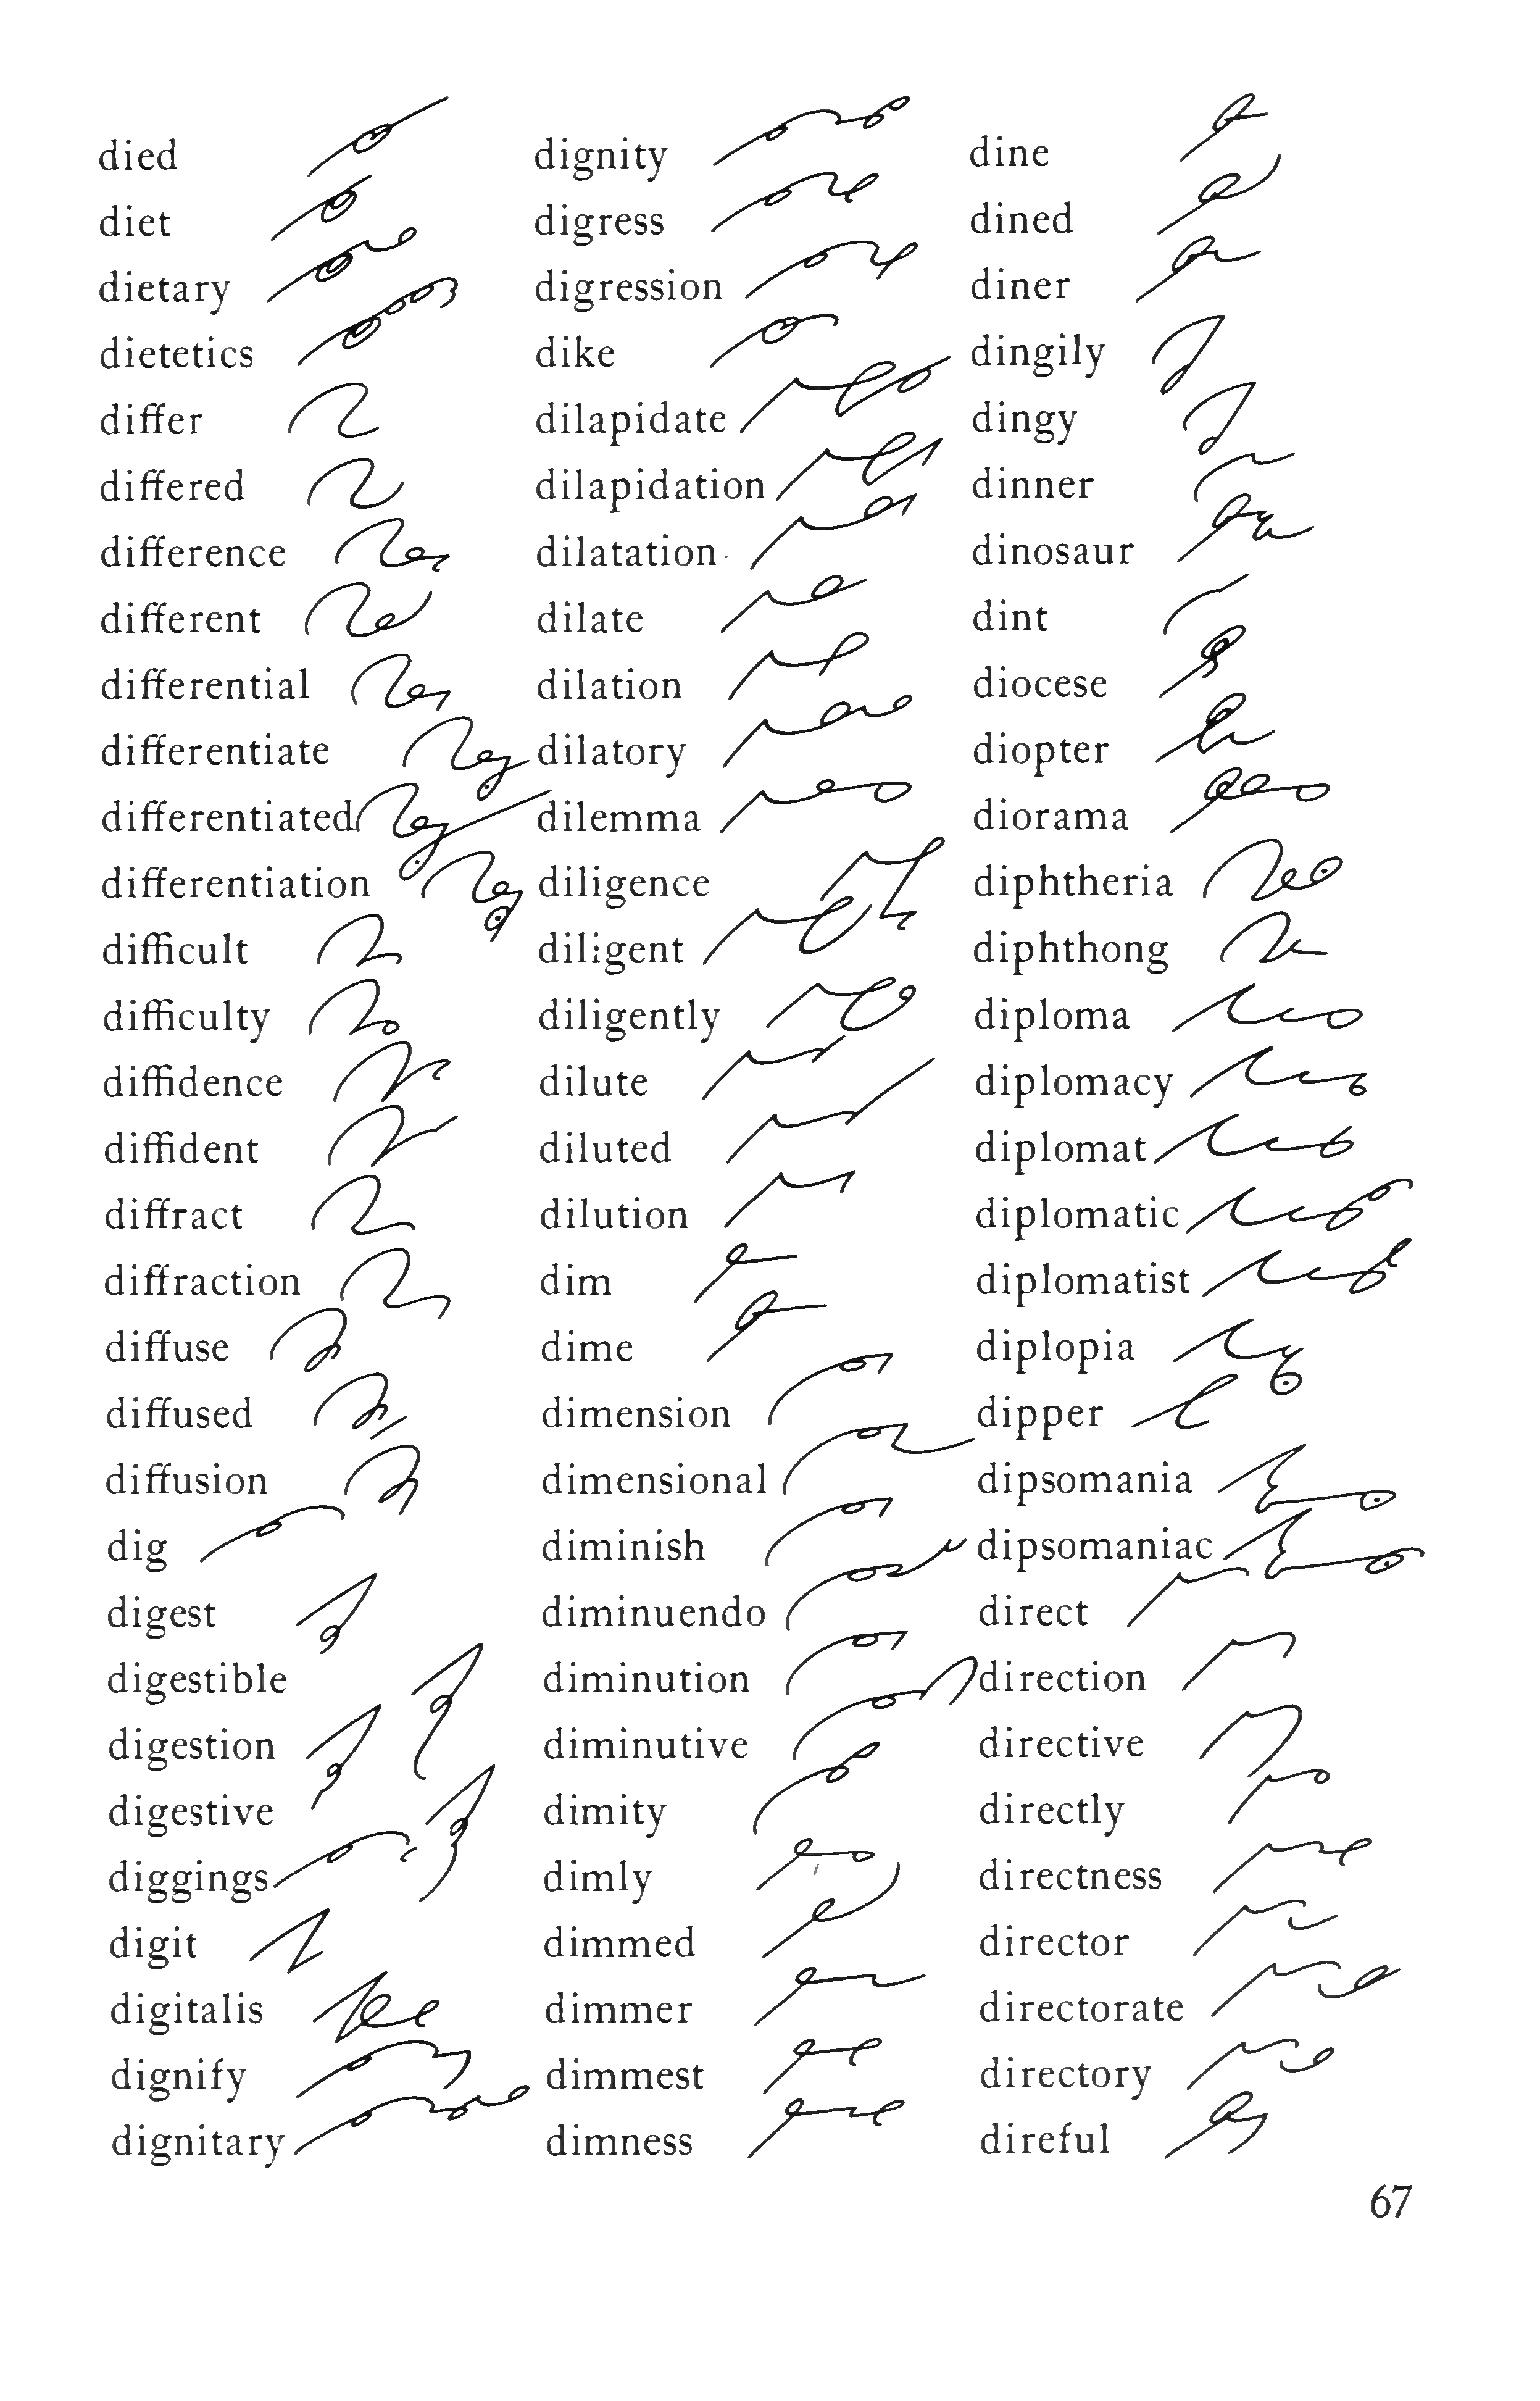 died
diet
dietary
dietetics
differ
differed
difference
different
differential
differentiate
differentiated
differentiation
difficult
difficulty
diffidence
diffident
diffract
diffraction
diffuse
diffused
diffusion
dig
digest
digestible
digestion
digestive
diggings
digit
digitalis
dignify
dignitary
dignity
digress
digression
dike
dilapidate
dilapidation
dilatation
dilate
dilation
dilatory
dilemma
diligence
diligent
diligently
dilute
diluted
dilution
dim
dime
dimension
dimensional
diminish
diminuendo
diminution
diminutive
dimity
dimly
dimmed
dimmer
dimmest
dimness
dine
dined
diner
dingily
dingy
dinner
dinosaur
dint
diocese
diopter
diorama
diphtheria
diphthong
diploma
diplomacy
diplomat
diplomatic
diplomatist
diplopia
dipper
dipsomania
dipsomaniac
direct
direction
directive
directly
directness
director
directorate
directory
direful
67